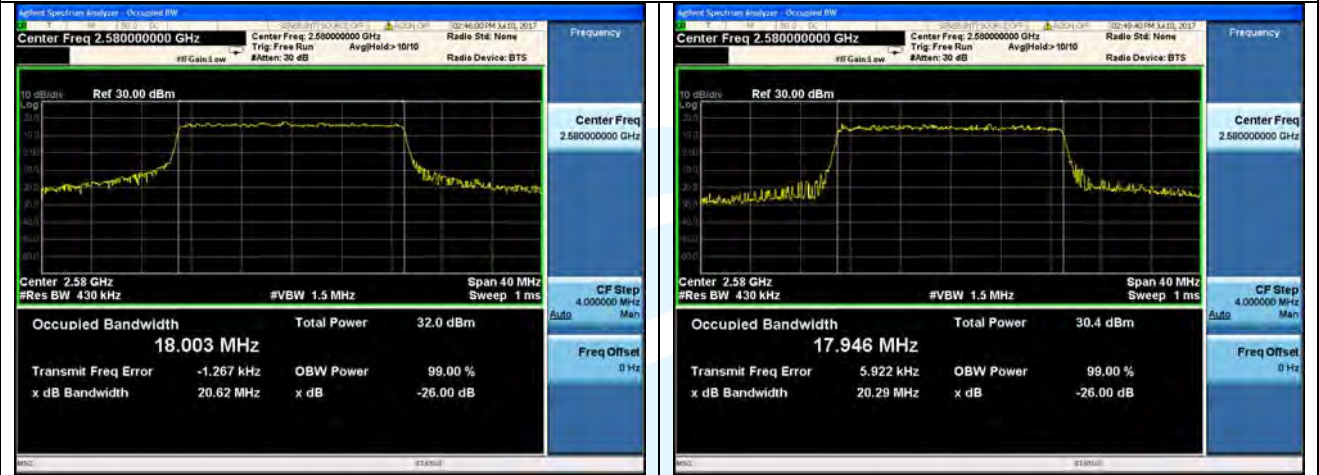 Agilent Spectrum Analyzer - Occupied BW
02:46:00 PM Jul 10, 2017
Center Freq 2.580000000 GHz
Center Freq: 2.580000000 GHz
Radio Std: None
Trig: Free Run
Avg|Hold:> 10/10
#IFGain:Low
#Atten: 30 dB
Radio Device: BTS
Frequency
10 dB/div
Ref 30.00 dBm
Log
Center Freq
2.580000000 GHz
Center 2.58 GHz
Span 40 MHz
#Res BW 430 kHz
#VBW 1.5 MHz
Sweep 1 ms
CF Step
4.000000 MHz
Auto
Man
Occupied Bandwidth
Total Power
32.0 dBm
18.003 MHz
Freq Offset
0 Hz
Transmit Freq Error
-1.267 kHz
OBW Power
99.00 %
x dB Bandwidth
20.62 MHz
x dB
-26.00 dB
MSG
STATUS
Agilent Spectrum Analyzer - Occupied BW
02:49:40 PM Jul 10, 2017
Center Freq 2.580000000 GHz
Center Freq: 2.580000000 GHz
Radio Std: None
Trig: Free Run
Avg|Hold:> 10/10
#IFGain:Low
#Atten: 30 dB
Radio Device: BTS
Frequency
10 dB/div
Ref 30.00 dBm
Log
Center Freq
2.580000000 GHz
Center 2.58 GHz
Span 40 MHz
#Res BW 430 kHz
#VBW 1.5 MHz
Sweep 1 ms
CF Step
4.000000 MHz
Auto
Man
Occupied Bandwidth
Total Power
30.4 dBm
17.946 MHz
Freq Offset
0 Hz
Transmit Freq Error
5.922 kHz
OBW Power
99.00 %
x dB Bandwidth
20.29 MHz
x dB
-26.00 dB
MSG
STATUS